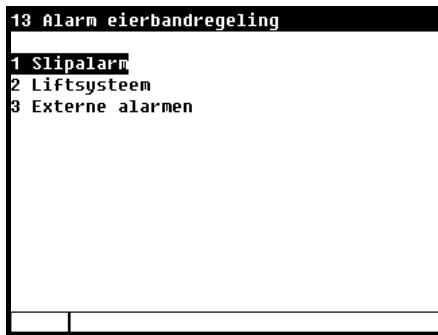 13 Alarm eierbandregeling
1 Slipalarm
2 Liftsysteem
3 Externe alarmen